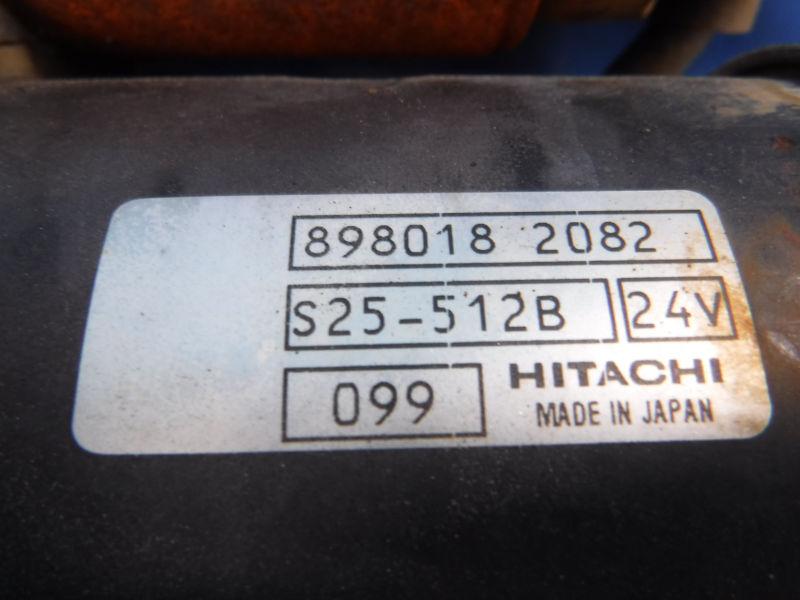 898018 2082
S25-512B 24V
099 HITACHI
MADE IN JAPAN